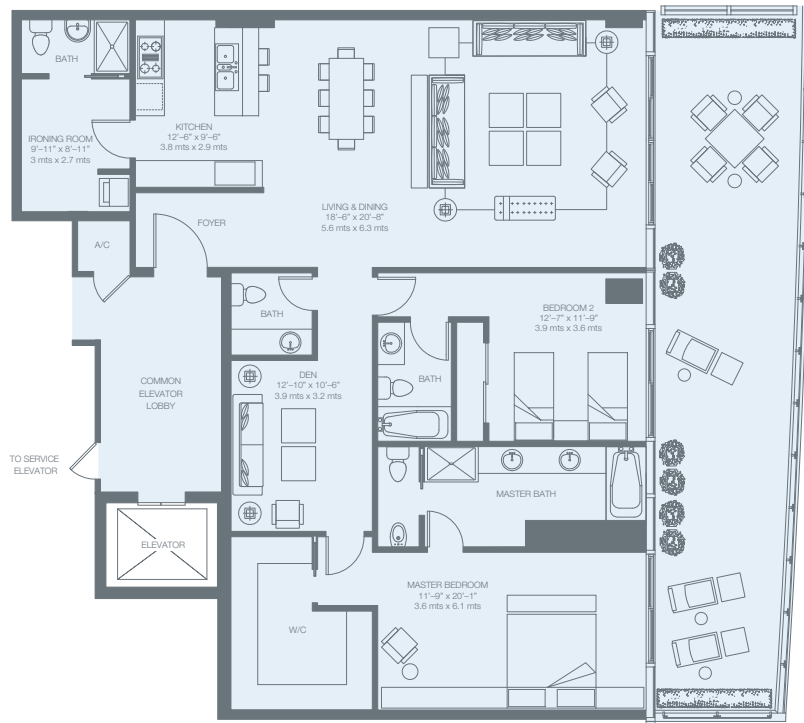 BATH
KITCHEN
12'-6" x 9'-6"
3.8 mts x 2.9 mts
IRONING ROOM
9'-11" x 8'-11"
3 mts x 2.7 mts
LIVING & DINING
18'-6" x 20'-8"
5.6 mts x 6.3 mts
FOYER
A/C
BATH
BEDROOM 2
12'-7" x 11'-9"
3.9 mts x 3.6 mts
DEN
12'-10" x 10'-6"
3.9 mts x 3.2 mts
BATH
COMMON
ELEVATOR
LOBBY
TO SERVICE
ELEVATOR
MASTER BATH
ELEVATOR
MASTER BEDROOM
11'-9" x 20'-1"
3.6 mts x 6.1 mts
W/C